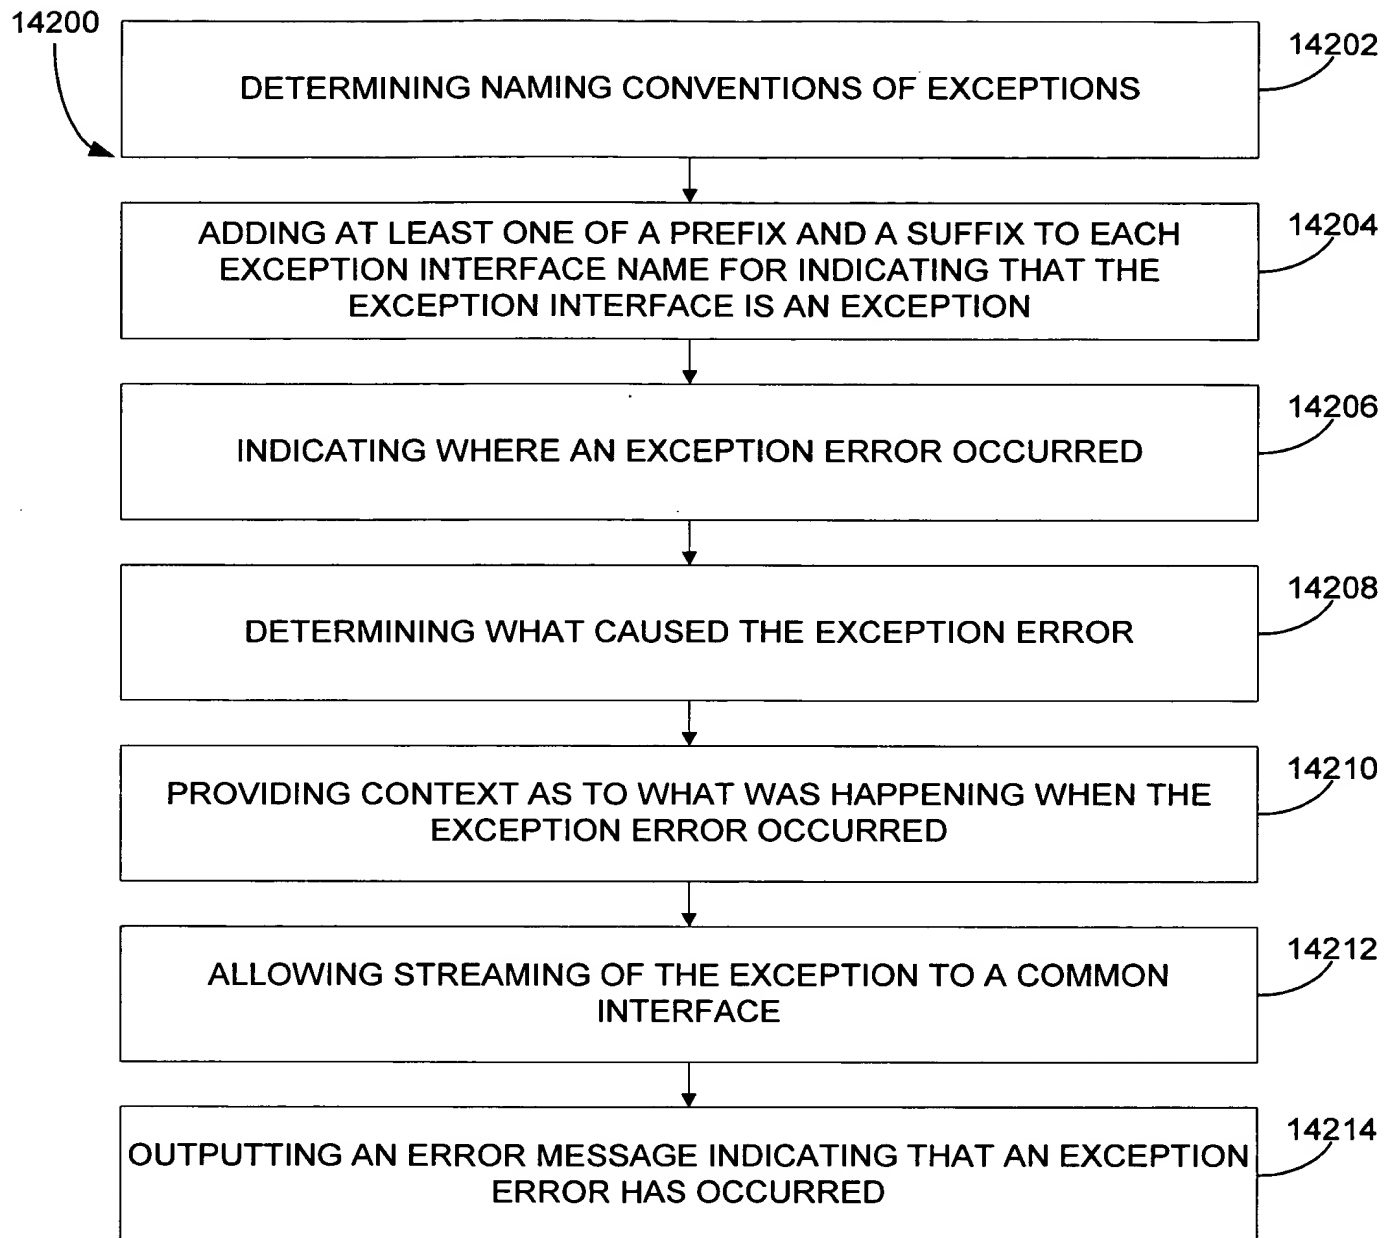 14200
14202
DETERMINING NAMING CONVENTIONS OF EXCEPTIONS
14204
ADDING AT LEAST ONE OF A PREFIX AND A SUFFIX TO EACH
EXCEPTION INTERFACE NAME FOR INDICATING THAT THE
EXCEPTION INTERFACE IS AN EXCEPTION
14206
INDICATING WHERE AN EXCEPTION ERROR OCCURRED
14208
DETERMINING WHAT CAUSED THE EXCEPTION ERROR
14210
PROVIDING CONTEXT AS TO WHAT WAS HAPPENING WHEN THE
EXCEPTION ERROR OCCURRED
14212
ALLOWING STREAMING OF THE EXCEPTION TO A COMMON
INTERFACE
14214
OUTPUTTING AN ERROR MESSAGE INDICATING THAT AN EXCEPTION
ERROR HAS OCCURRED